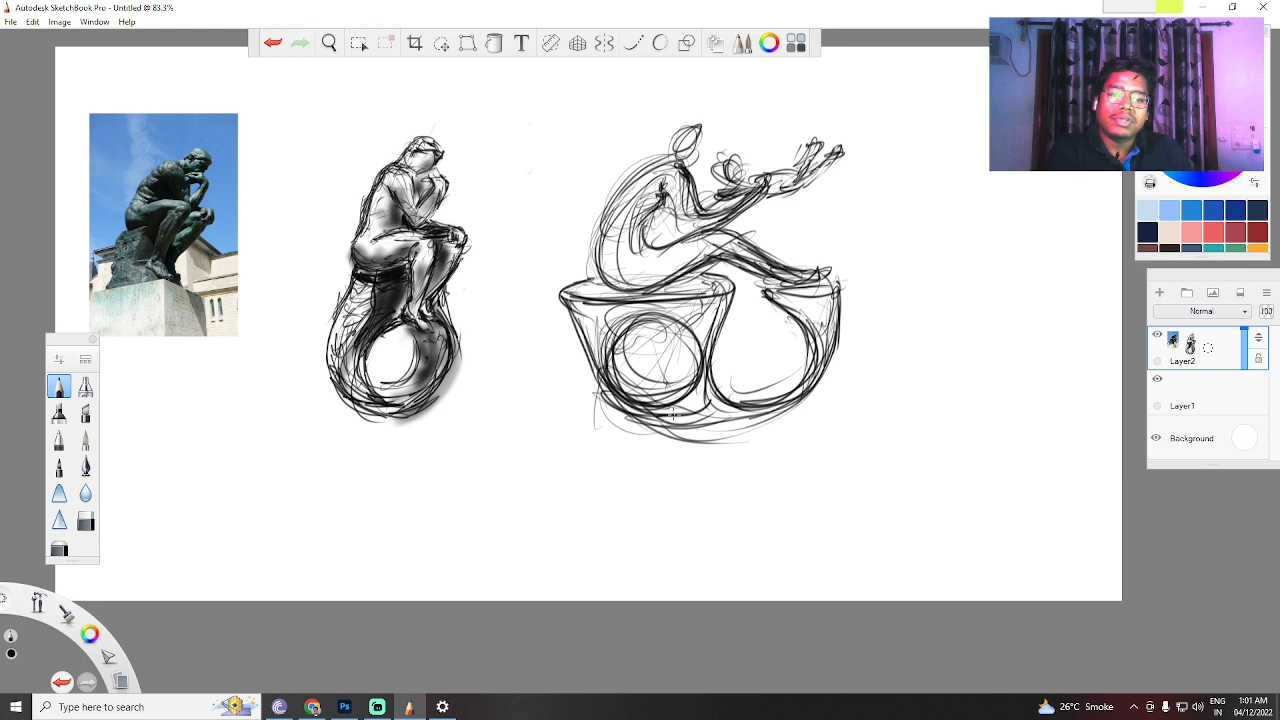 Autodesk SketchBook Pro - Untitled @ 83.3%
File Edit Image Window Help
T
Normal
Layer2
Layer1
Background
Type here to search
Ps
26°C Smoke
ENG
IN
1:01 AM
04/12/2022